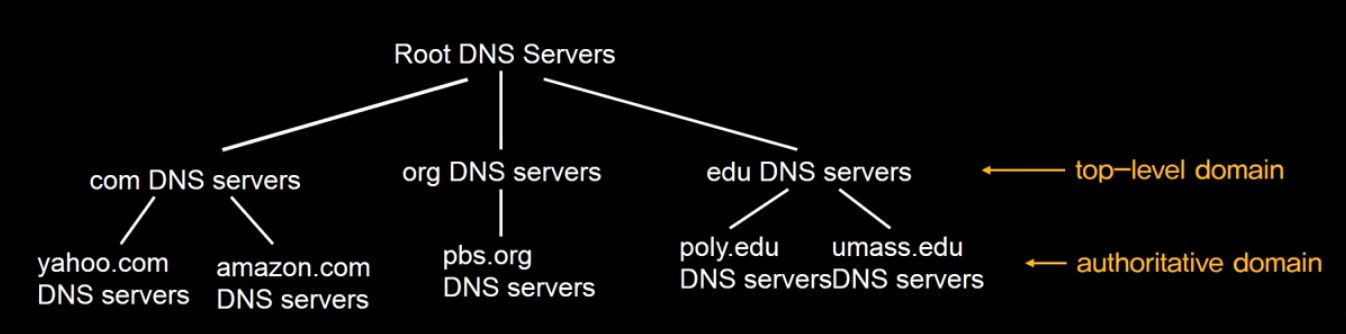 Root DNS Servers
com DNS servers
org DNS servers
edu DNS servers
top-level domain
yahoo.com
DNS servers
amazon.com
DNS servers
pbs.org
DNS servers
poly.edu
DNS servers
umass.edu
DNS servers
authoritative domain